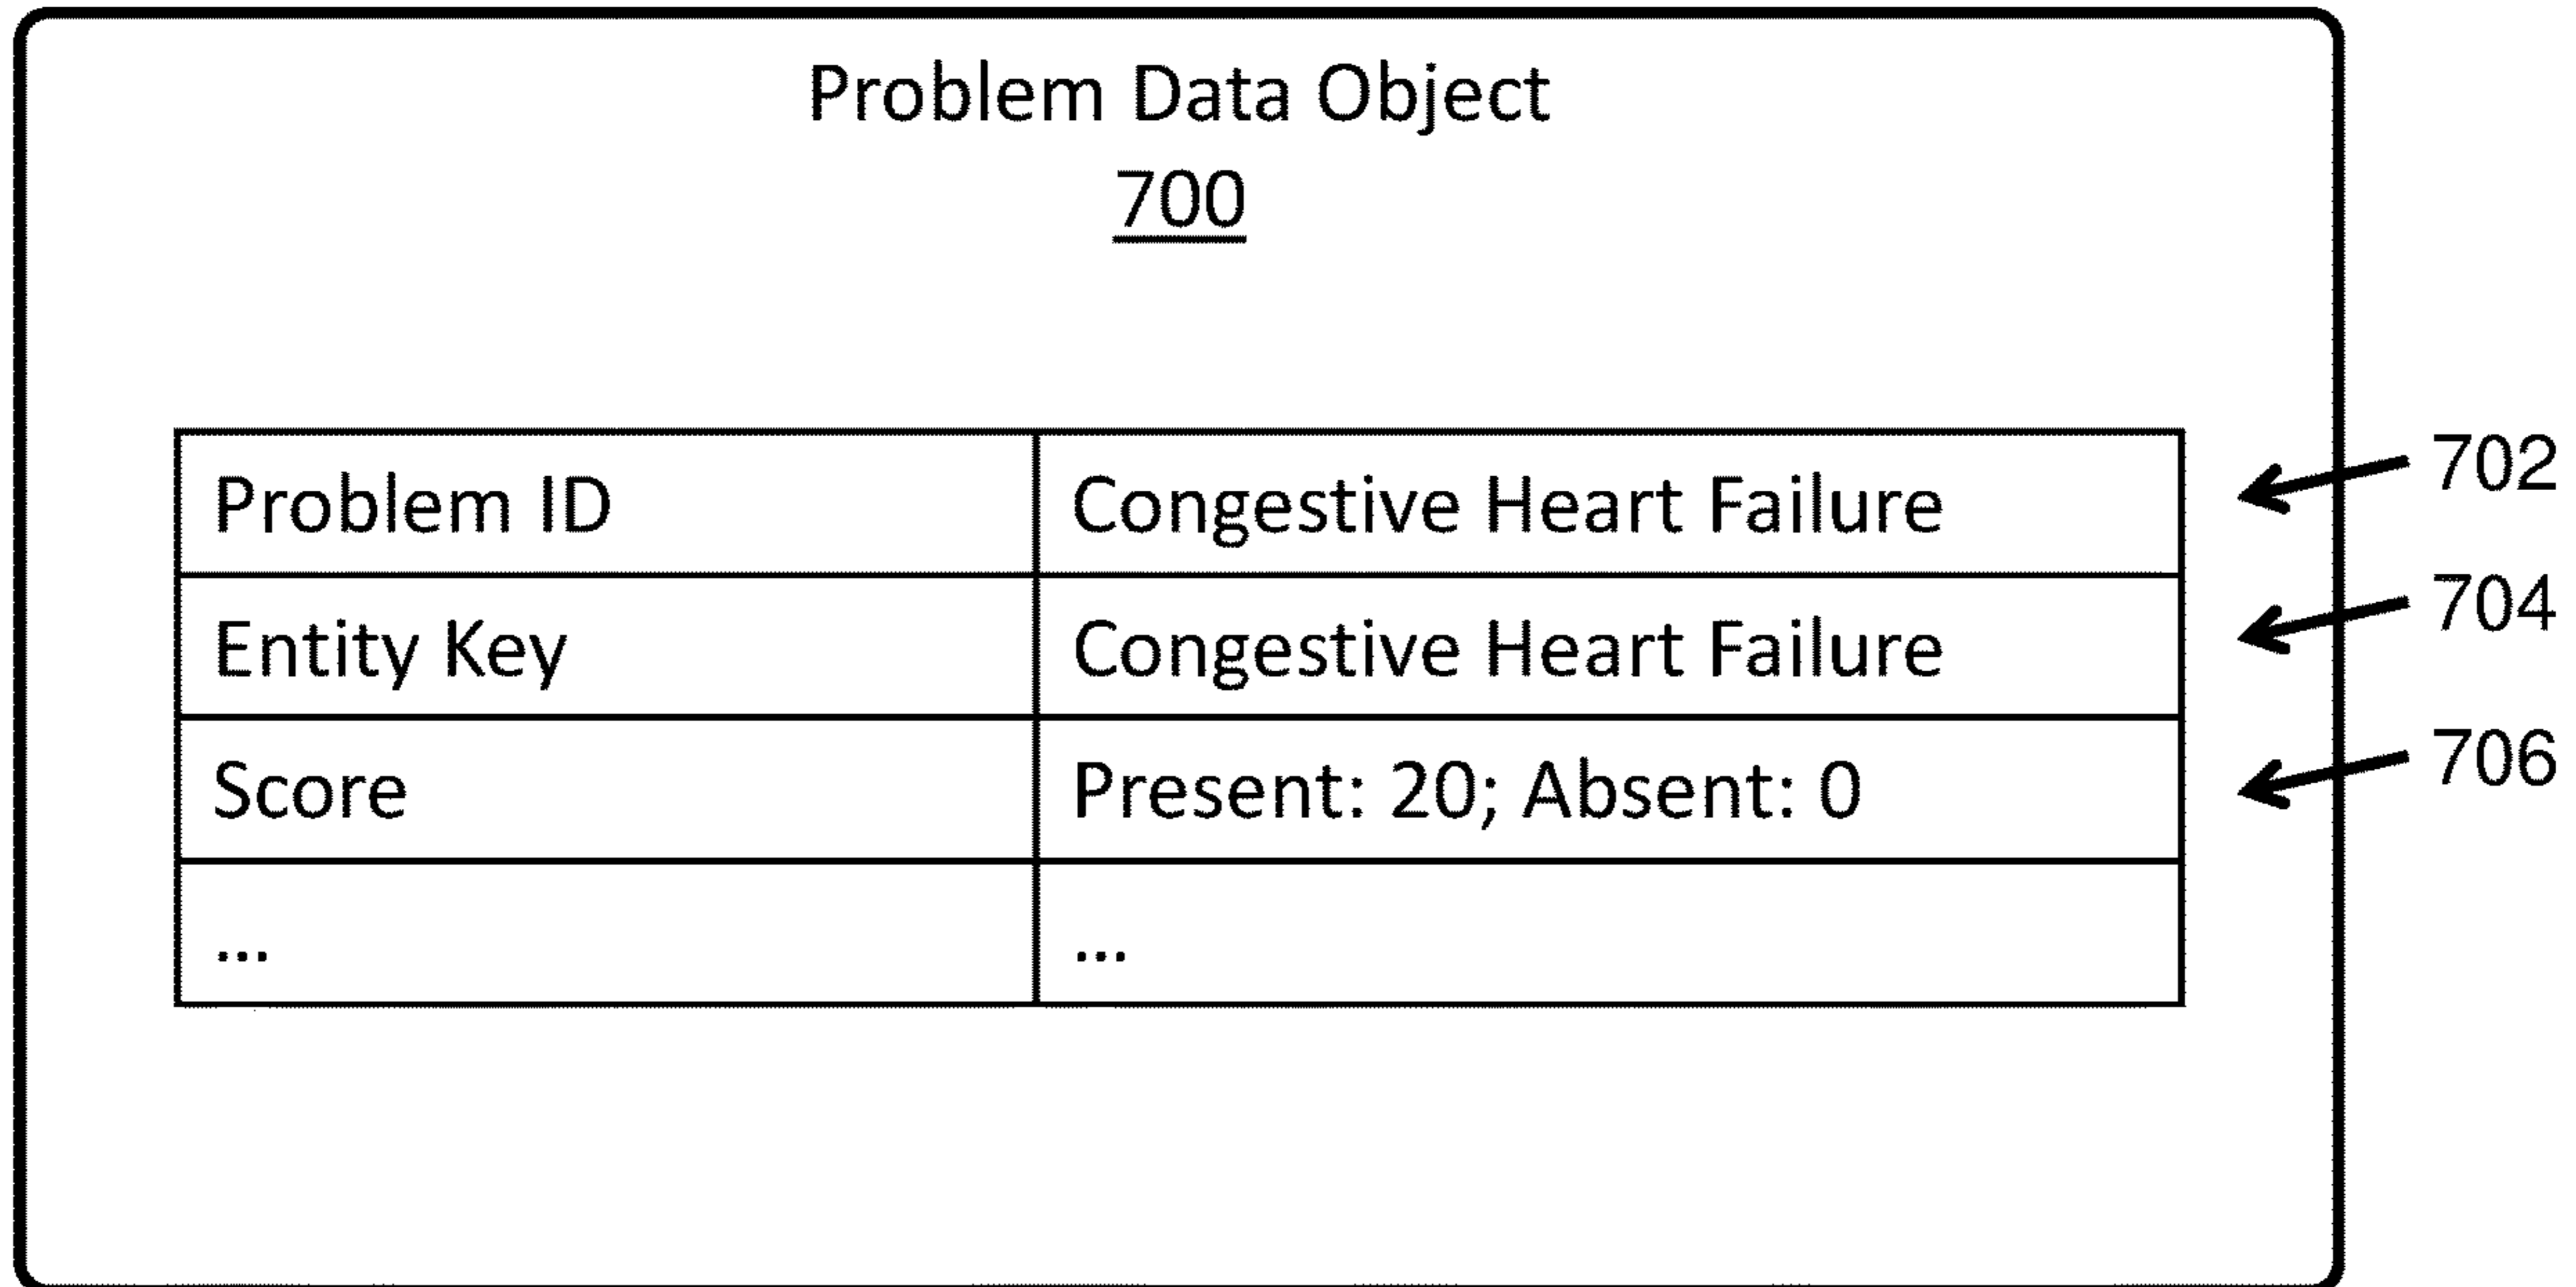 Problem Data Object
700
Problem ID Congestive Heart Failure 702
Entity Key Congestive Heart Failure 704
Score Present: 20; Absent: 0 706
... ...